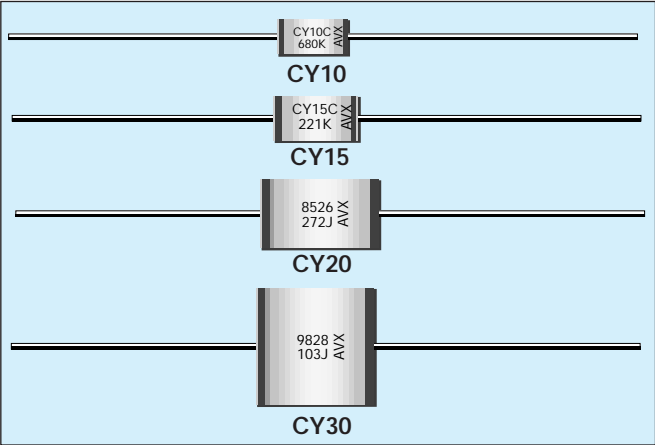 CY10C
680K
AVX
CY10
CY15C
221K
AVX
CY15
8526
272J
AVX
CY20
9828
103J
AVX
CY30